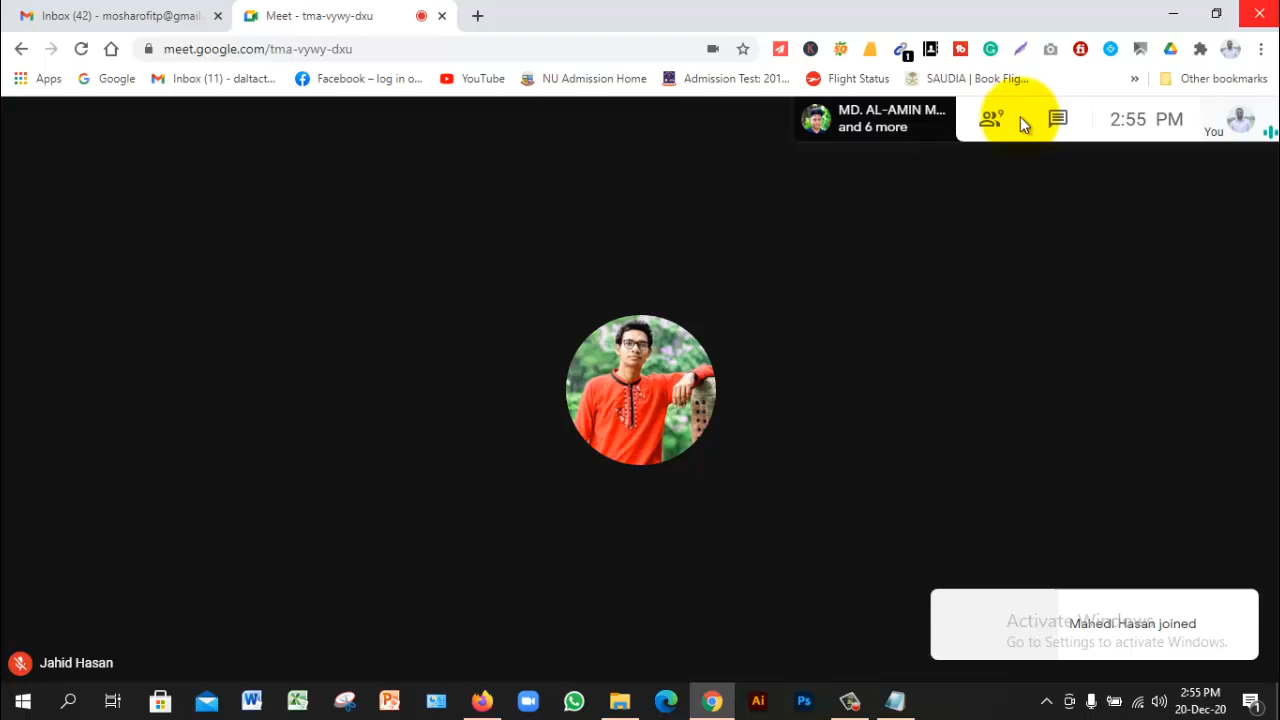 Inbox (42) - mosharofitp@gmail
Meet - tma-vywy-dxu
meet.google.com/tma-vywy-dxu
1
Apps
Google
Inbox (11) - daltact...
Facebook – log in o...
YouTube
NU Admission Home
Admission Test: 201...
Flight Status
SAUDIA | Book Flig...
»
Other bookmarks
MD. AL-AMIN M...
and 6 more
9
2:55 PM
You
Mahedi Hasan joined
Activate Windows
Go to Settings to activate Windows.
Jahid Hasan
2:55 PM
20-Dec-20
1